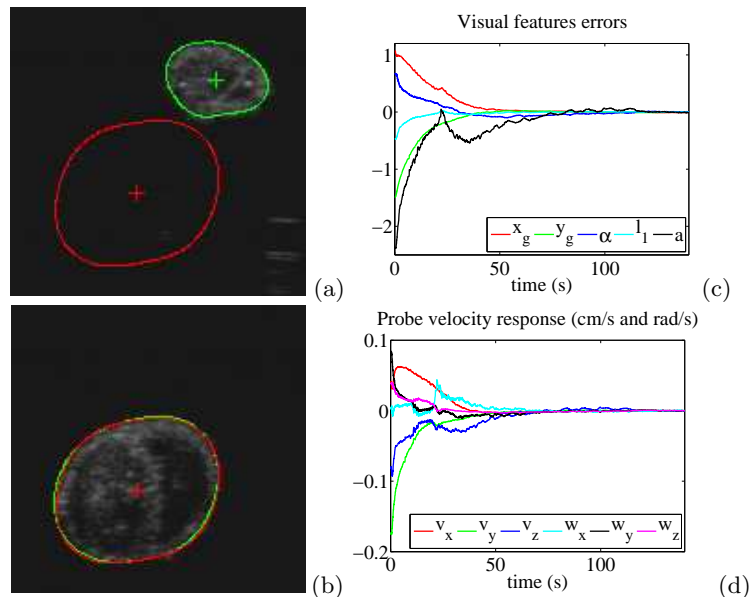 Visual features errors
1
0
−1
−2
x_g y_g α l_1 a
0 50 100
time (s)
(a)
(c)
Probe velocity response (cm/s and rad/s)
0.1
0
−0.1
−0.2
v_x v_y v_z w_x w_y w_z
0 50 100
time (s)
(b)
(d)